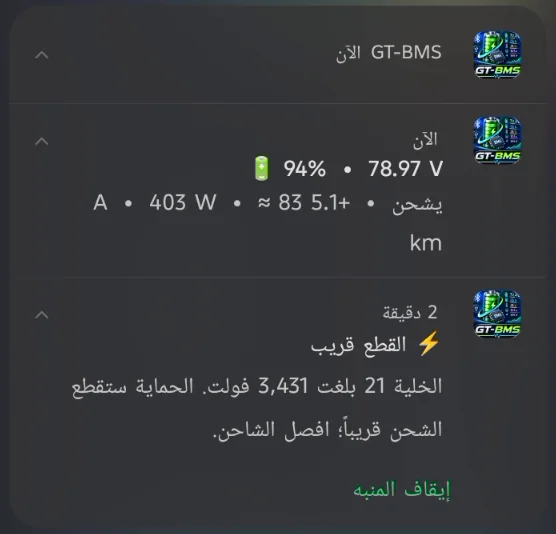 GT-BMS الآن
GT-BMS
الآن
78.97 V • 94% 🔋
GT-BMS
يشحن • +5.1 A • 403 W • ≈ 83
km
2 دقيقة
GT-BMS
⚡ القطع قريب
الخلية 21 بلغت 3,431 فولت. الحماية ستقطع
الشحن قريباً؛ افصل الشاحن.
إيقاف المنبه